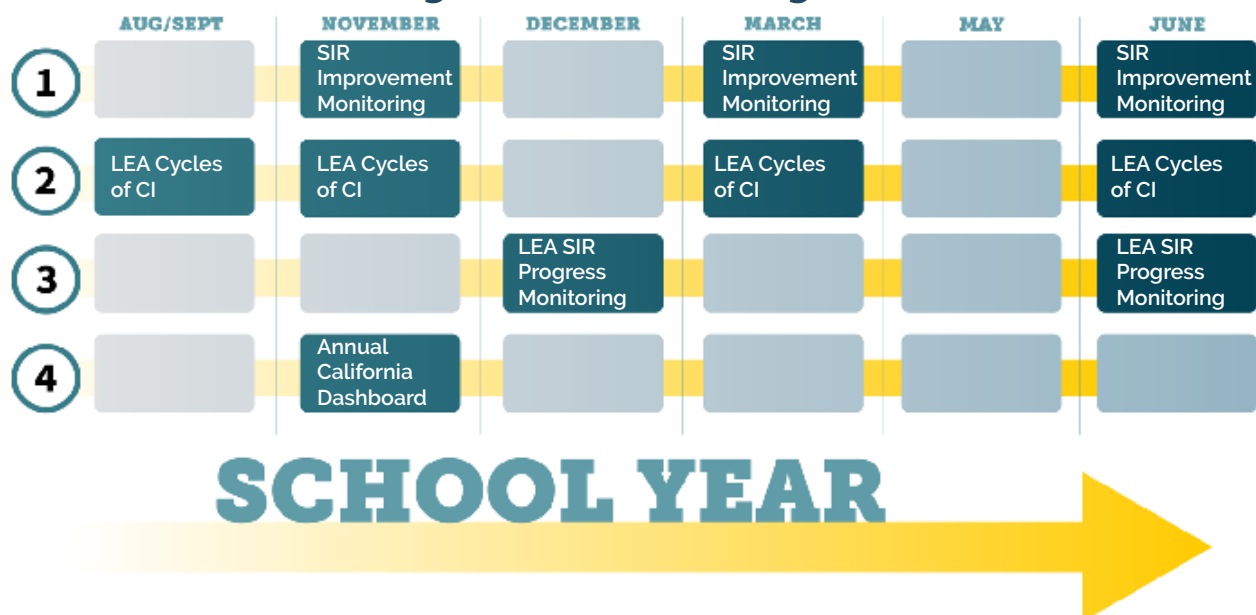 AUG/SEPT NOVEMBER DECEMBER MARCH MAY JUNE
1
SIR
Improvement
Monitoring
SIR
Improvement
Monitoring
SIR
Improvement
Monitoring
2
LEA Cycles
of CI
LEA Cycles
of CI
LEA Cycles
of CI
LEA Cycles
of CI
3
LEA SIR
Progress
Monitoring
LEA SIR
Progress
Monitoring
4
Annual
California
Dashboard
SCHOOL YEAR